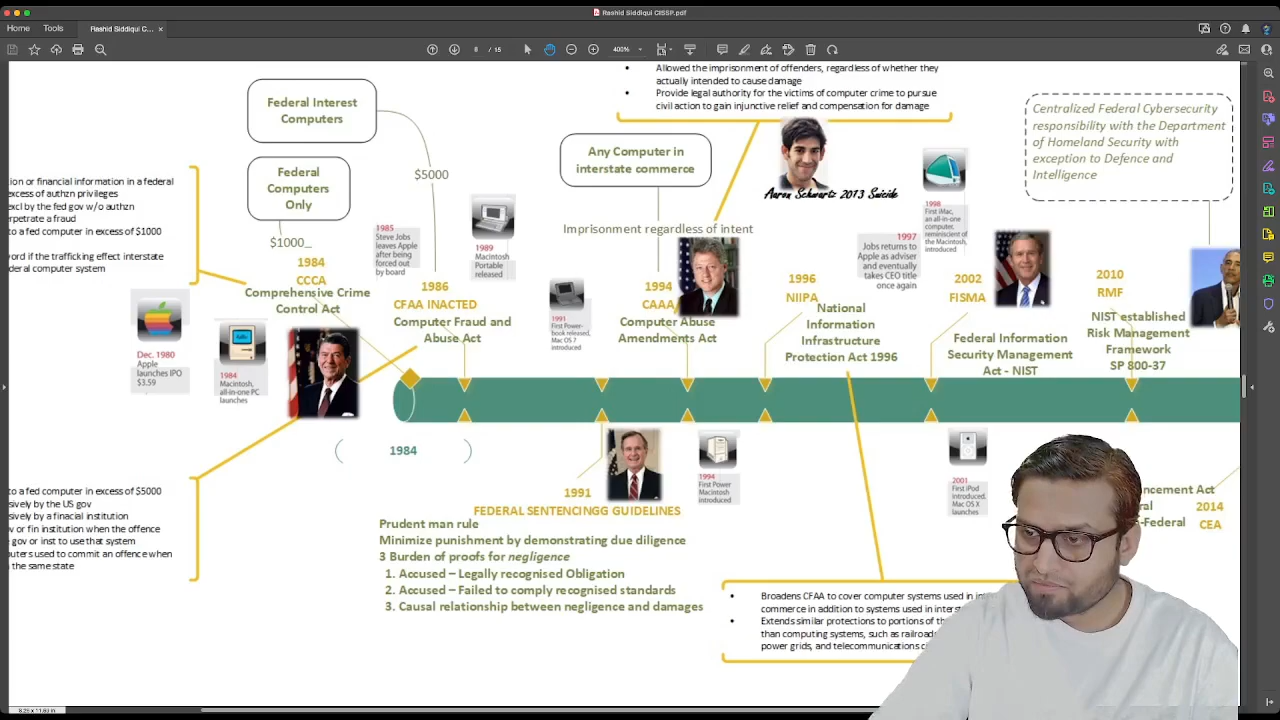 Rashid Siddiqui CISSP.pdf
Home
Tools
Rashid Siddiqui C...
8 / 15
400%
Allowed the imprisonment of offenders, regardless of whether they
actually intended to cause damage
Provide legal authority for the victims of computer crime to pursue
civil action to gain injunctive relief and compensation for damage
Federal Interest
Computers
Federal
Computers
Only
$5000
$1000_
Any Computer in
interstate commerce
Imprisonment regardless of intent
Aaron Schwartz 2013 Suicide
Centralized Federal Cybersecurity
responsibility with the Department
of Homeland Security with
exception to Defence and
Intelligence
ion or financial information in a federal
excess of authzn privileges
excl by the fed gov w/o authzn
rpetrate a fraud
to a fed computer in excess of $1000
ord if the trafficking effect interstate
deral computer system
1984
CCCA
Comprehensive Crime
Control Act
1985
Steve Jobs
leaves Apple
after being
forced out
by board
1989
Macintosh
Portable
released
1986
CFAA INACTED
Computer Fraud and
Abuse Act
1991
First Power-
book released,
Mac OS 7
introduced
1994
CAAA
Computer Abuse
Amendments Act
1996
NIIPA
National
Information
Infrastructure
Protection Act 1996
1997
Jobs returns to
Apple as adviser
and eventually
takes CEO title
once again
1998
First iMac,
an all-in-one
computer,
reminiscent of
the Macintosh,
introduced
2002
FISMA
Federal Information
Security Management
Act - NIST
2010
RMF
NIST established
Risk Management
Framework
SP 800-37
Dec. 1980
Apple
launches IPO
$3.59
1984
Macintosh,
all-in-one PC
launches
1984
1991
FEDERAL SENTENCINGG GUIDELINES
Prudent man rule
Minimize punishment by demonstrating due diligence
3 Burden of proofs for negligence
1. Accused – Legally recognised Obligation
2. Accused – Failed to comply recognised standards
3. Causal relationship between negligence and damages
1994
First Power
Macintosh
introduced
2001
First iPod
introduced,
Mac OS X
launches
ncement Act
2014
CEA
-Federal
to a fed computer in excess of $5000
sively by the US gov
sively by a finacial institution
v or fin institution when the offence
gov or inst to use that system
uters used to commit an offence when
the same state
Broadens CFAA to cover computer systems used in
commerce in addition to systems used in
Extends similar protections to portions of
than computing systems, such as
power grids, and telecommunications
8.26 x 11.69 in